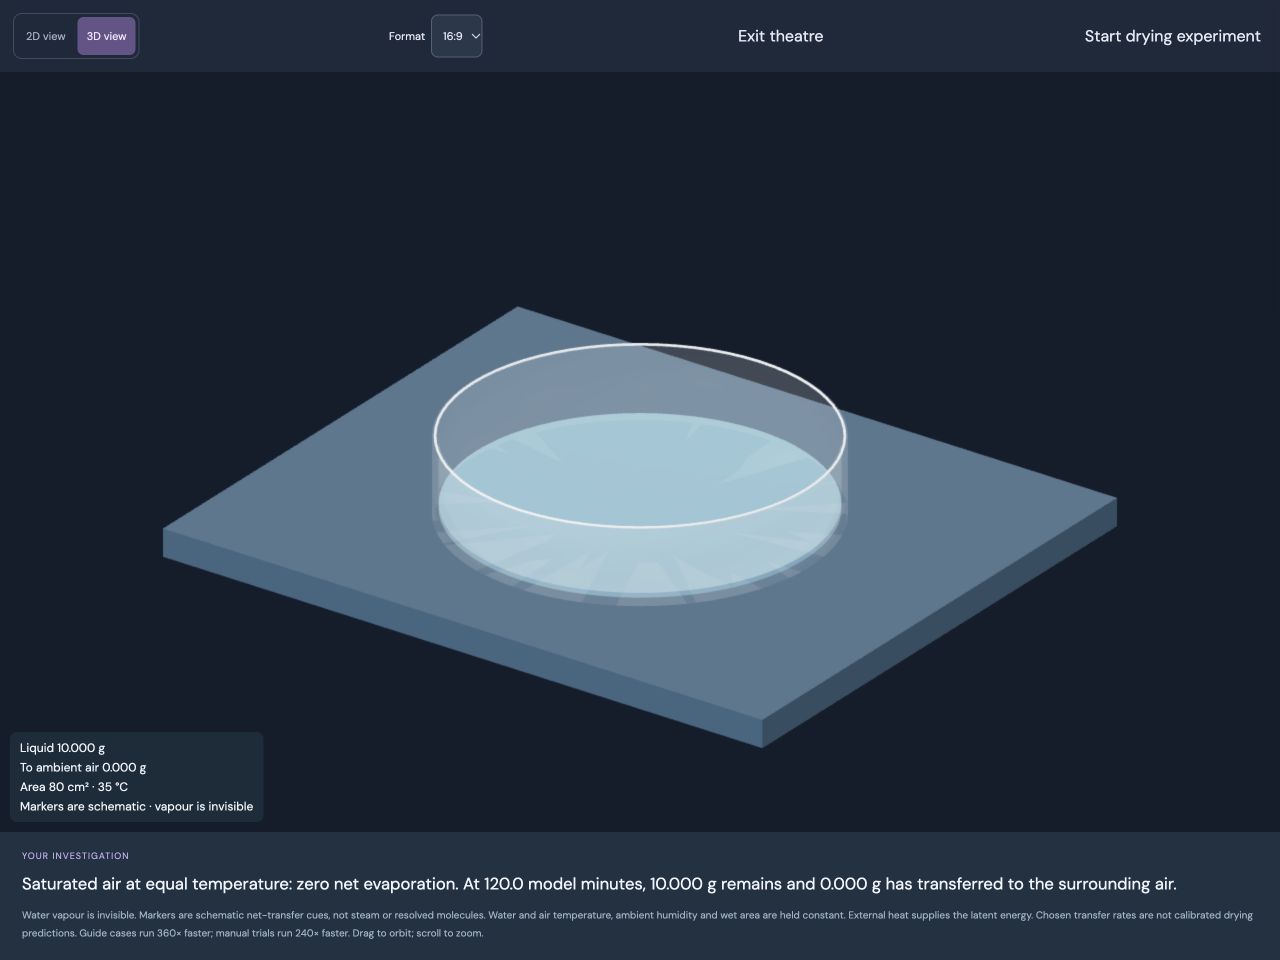 2D view
3D view
Format
16:9
Exit theatre
Start drying experiment
Liquid 10.000 g
To ambient air 0.000 g
Area 80 cm² · 35 °C
Markers are schematic · vapour is invisible
YOUR INVESTIGATION
Saturated air at equal temperature: zero net evaporation. At 120.0 model minutes, 10.000 g remains and 0.000 g has transferred to the surrounding air.
Water vapour is invisible. Markers are schematic net-transfer cues, not steam or resolved molecules. Water and air temperature, ambient humidity and wet area are held constant. External heat supplies the latent energy. Chosen transfer rates are not calibrated drying
predictions. Guide cases run 360× faster; manual trials run 240× faster. Drag to orbit; scroll to zoom.